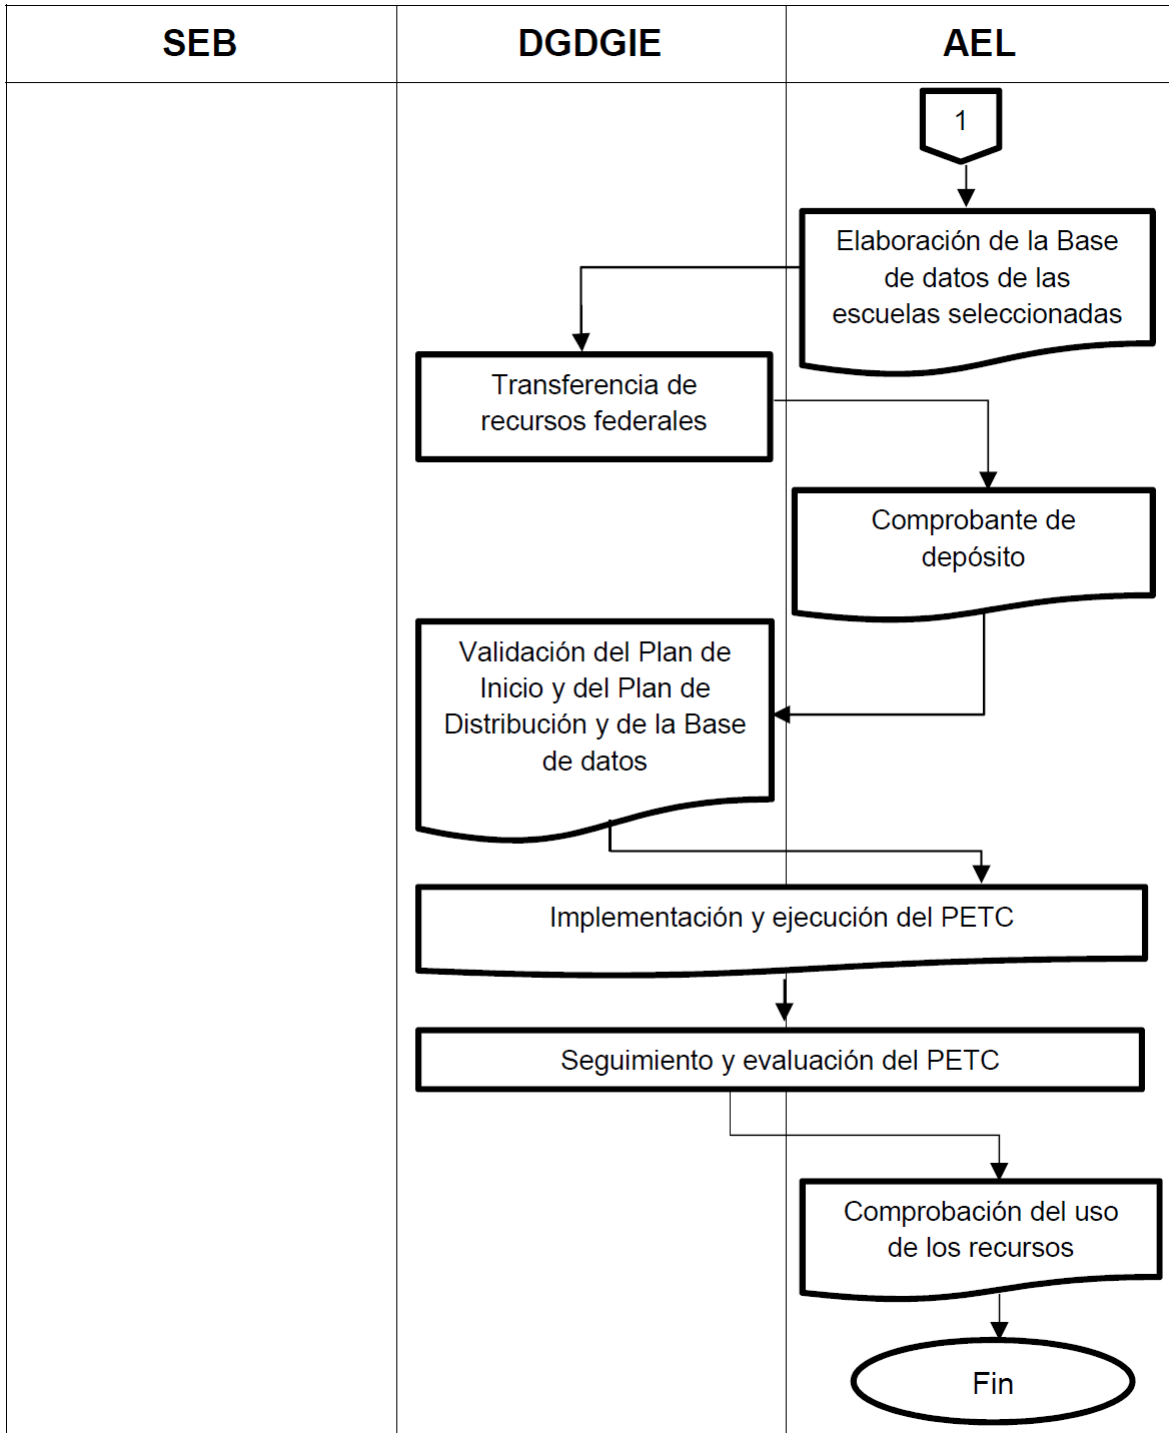 SEB
DGDGIE
AEL
1
Elaboración de la Base
de datos de las
escuelas seleccionadas
Transferencia de
recursos federales
Comprobante de
depósito
Validación del Plan de
Inicio y del Plan de
Distribución y de la Base
de datos
Implementación y ejecución del PETC
Seguimiento y evaluación del PETC
Comprobación del uso
de los recursos
Fin